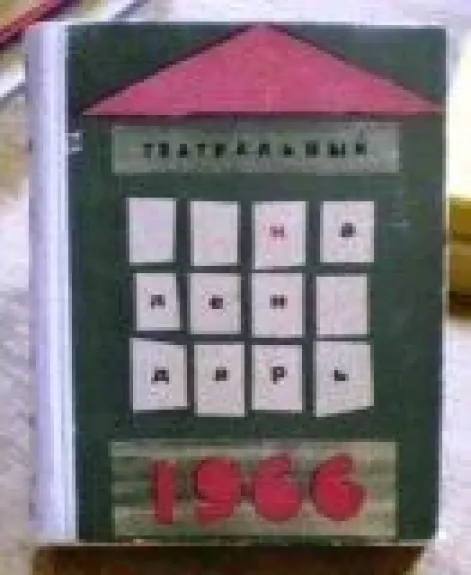 ТЕАТРАЛЬНЫЙ
к а
л е н
д а р ь
1966